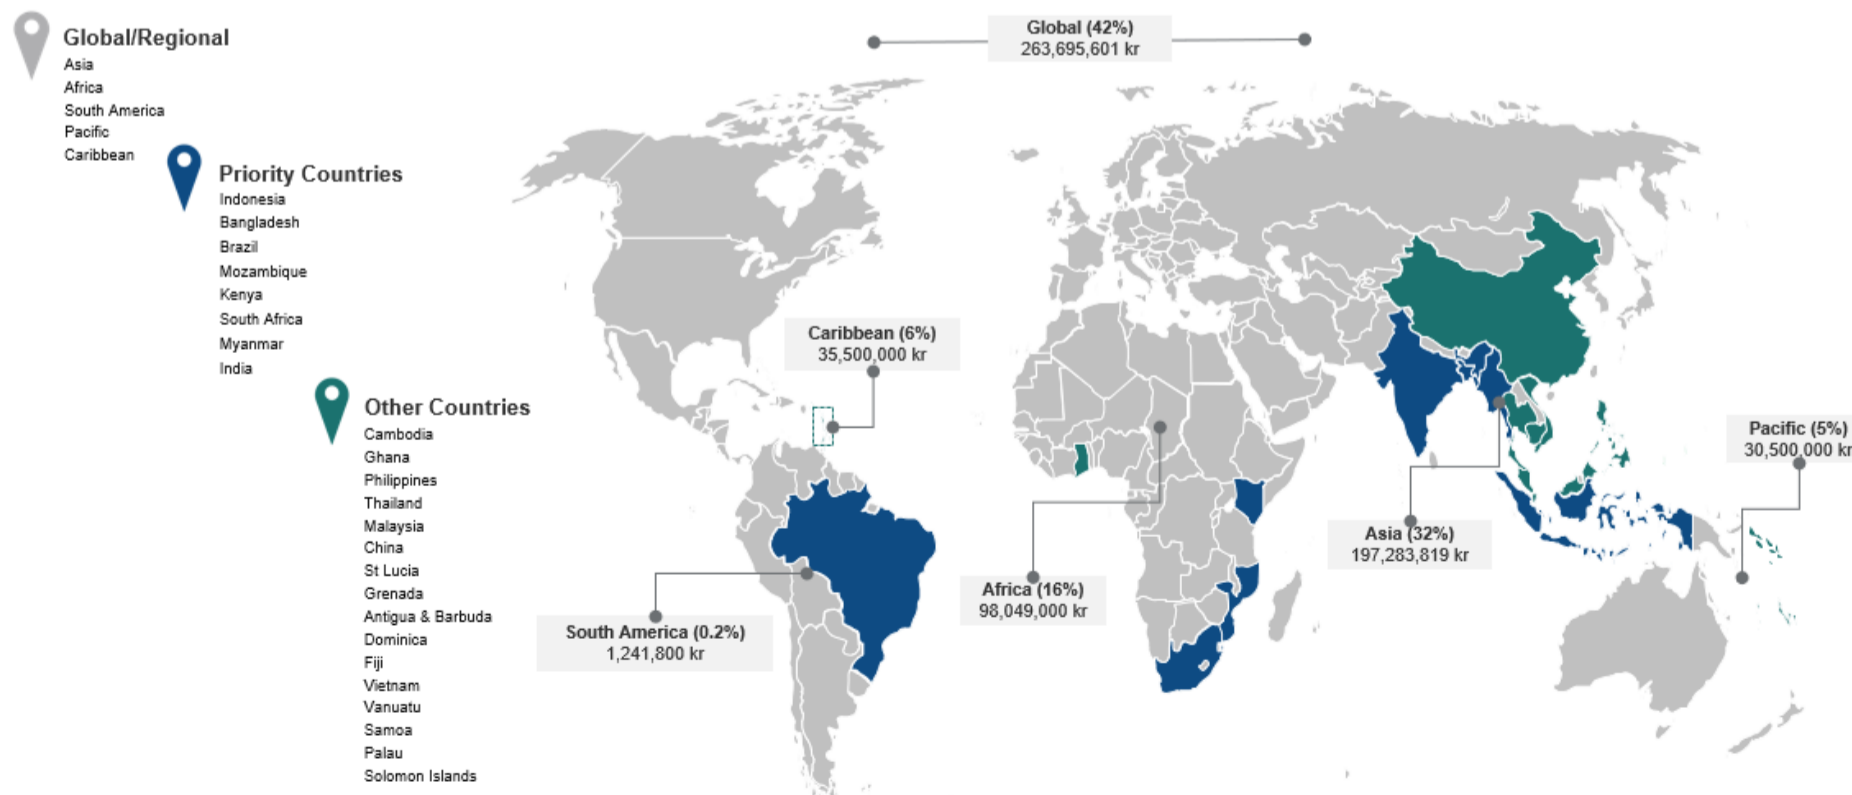 Global/Regional
Asia
Africa
South America
Pacific
Caribbean
Priority Countries
Indonesia
Bangladesh
Brazil
Mozambique
Kenya
South Africa
Myanmar
India
Other Countries
Cambodia
Ghana
Philippines
Thailand
Malaysia
China
St Lucia
Grenada
Antigua & Barbuda
Dominica
Fiji
Vietnam
Vanuatu
Samoa
Palau
Solomon Islands
Global (42%)
263,695,601 kr
Caribbean (6%)
35,500,000 kr
South America (0.2%)
1,241,800 kr
Africa (16%)
98,049,000 kr
Asia (32%)
197,283,819 kr
Pacific (5%)
30,500,000 kr